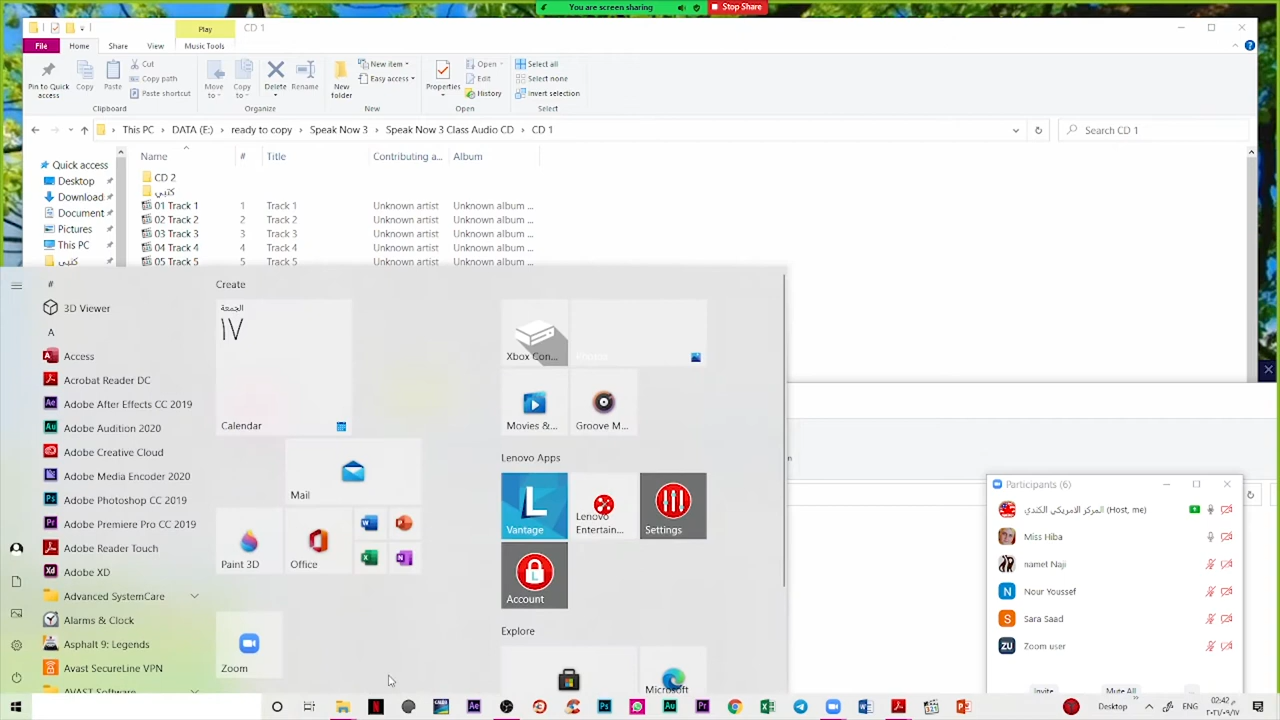 You are screen sharing
Stop Share
Play
CD 1
File
Home
Share
View
Music Tools
Pin to Quick access
Copy
Paste
Cut
Copy path
Paste shortcut
Move to
Copy to
Delete
Rename
New folder
New item
Easy access
Properties
Open
Edit
History
Select all
Select none
Invert selection
Clipboard
Organize
New
Open
Select
This PC
DATA (E:)
ready to copy
Speak Now 3
Speak Now 3 Class Audio CD
CD 1
Search CD 1
Quick access
Desktop
Download
Document
Pictures
This PC
كتبي
Name # Title Contributing a... Album
CD 2
كتبي
01 Track 1 1 Track 1 Unknown artist Unknown album ...
02 Track 2 2 Track 2 Unknown artist Unknown album ...
03 Track 3 3 Track 3 Unknown artist Unknown album ...
04 Track 4 4 Track 4 Unknown artist Unknown album ...
05 Track 5 5 Track 5 Unknown artist Unknown album ...
#
3D Viewer
A
Access
Acrobat Reader DC
Adobe After Effects CC 2019
Adobe Audition 2020
Adobe Creative Cloud
Adobe Media Encoder 2020
Adobe Photoshop CC 2019
Adobe Premiere Pro CC 2019
Adobe Reader Touch
Adobe XD
Advanced SystemCare
Alarms & Clock
Asphalt 9: Legends
Avast SecureLine VPN
AVAST Software
Create
الجمعة
١٧
Calendar
Mail
Paint 3D
Office
Zoom
Xbox Con...
Photos
Movies &...
Groove M...
Lenovo Apps
Vantage
Lenovo Entertain...
Settings
Account
Explore
Microsoft
Participants (6)
المركز الامريكي الكندي (Host, me)
Miss Hiba
namet Naji
N Nour Youssef
S Sara Saad
ZU Zoom user
Invite
Mute All
Desktop
ENG
02:42